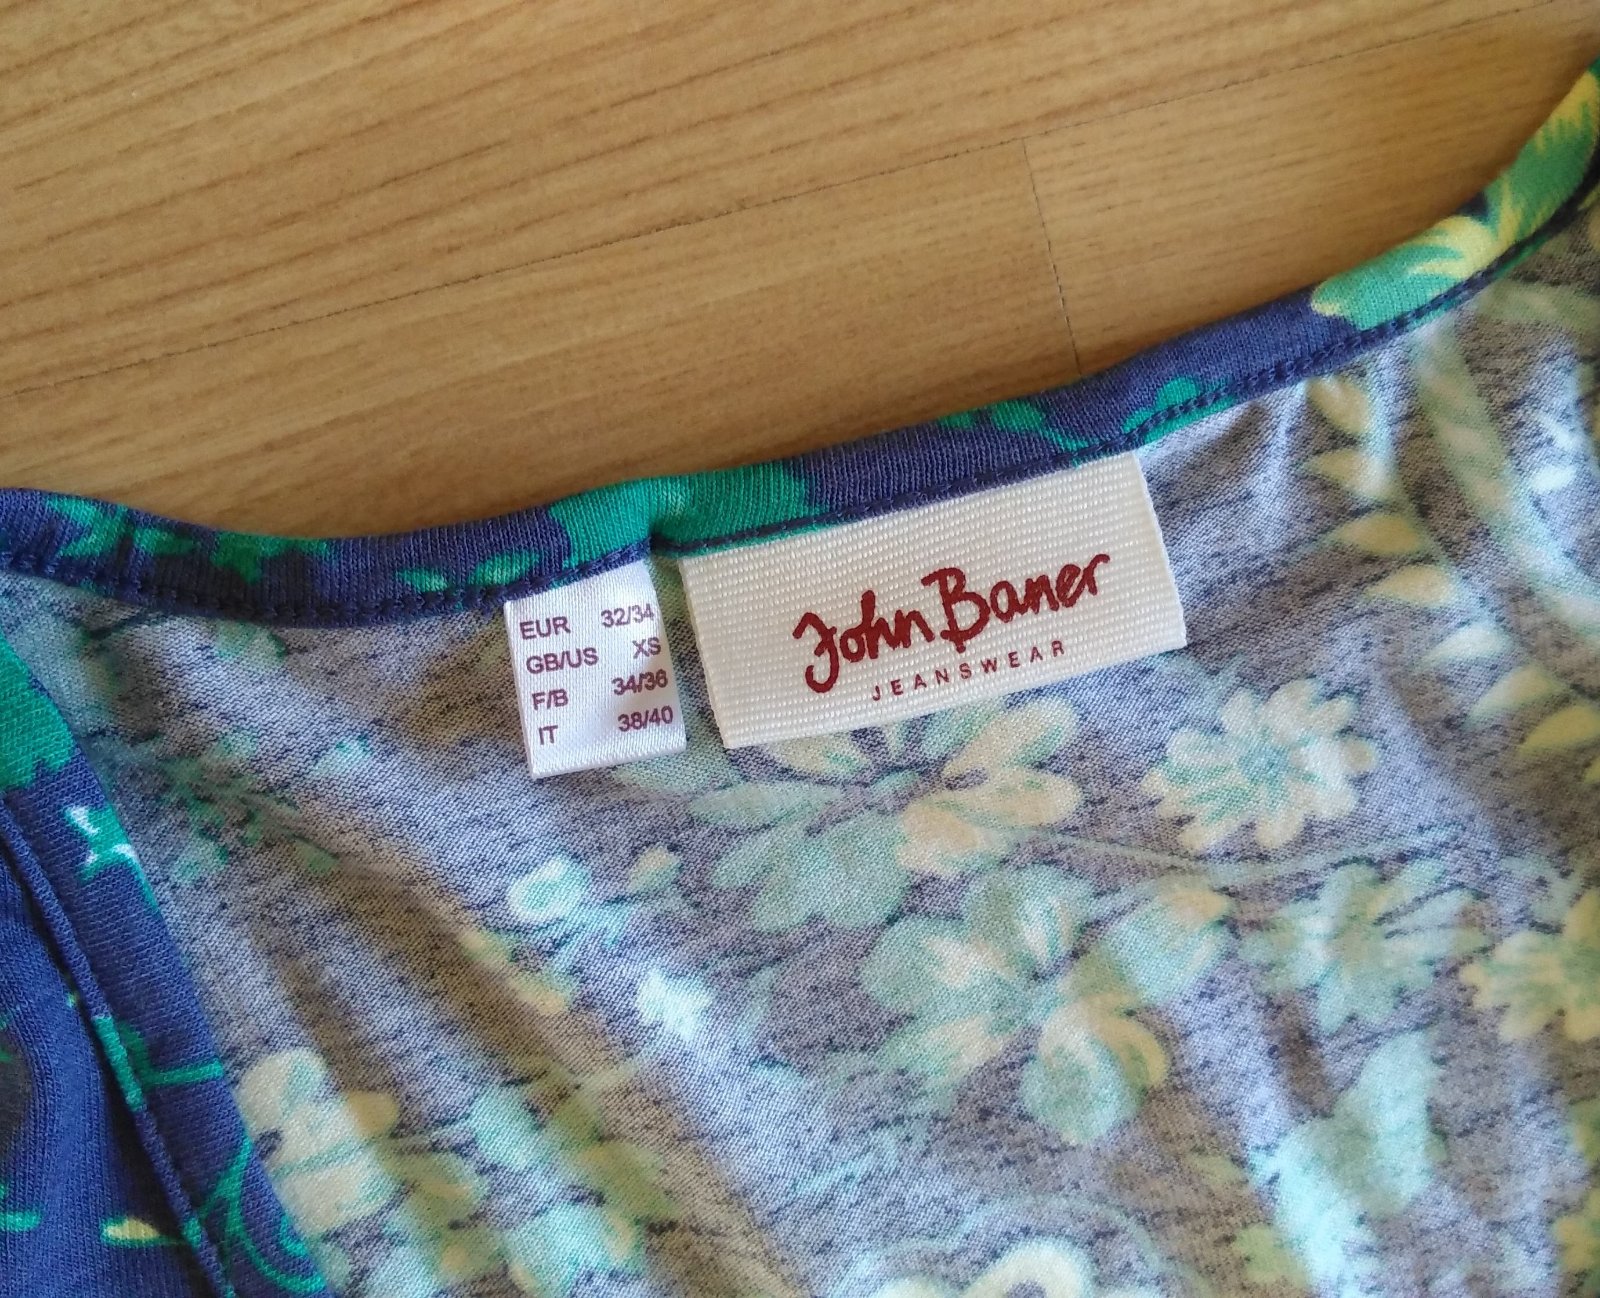 EUR 32/34
GB/US XS
F/B 34/36
IT 38/40
John Baner
JEANSWEAR